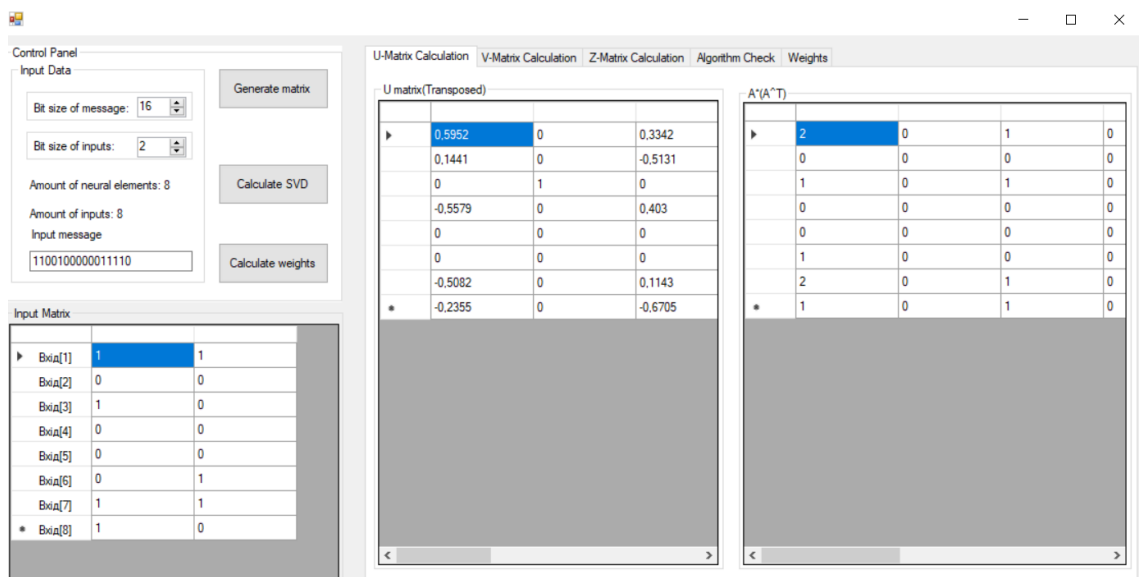 Control Panel
Input Data
Bit size of message: 16
Generate matrix
Bit size of inputs: 2
Amount of neural elements: 8
Calculate SVD
Amount of inputs: 8
Input message
1100100000011110
Calculate weights
Input Matrix
Вхід[1] 1 1
Вхід[2] 0 0
Вхід[3] 1 0
Вхід[4] 0 0
Вхід[5] 0 0
Вхід[6] 0 1
Вхід[7] 1 1
Вхід[8] 1 0
U-Matrix Calculation V-Matrix Calculation Z-Matrix Calculation Algorithm Check Weights
U matrix(Transposed)
0,5952 0 0,3342
0,1441 0 -0,5131
0 1 0
-0,5579 0 0,403
0 0 0
0 0 0
-0,5082 0 0,1143
-0,2355 0 -0,6705
A*(A^T)
2 0 1 0
0 0 0 0
1 0 1 0
0 0 0 0
0 0 0 0
1 0 0 0
2 0 1 0
1 0 1 0